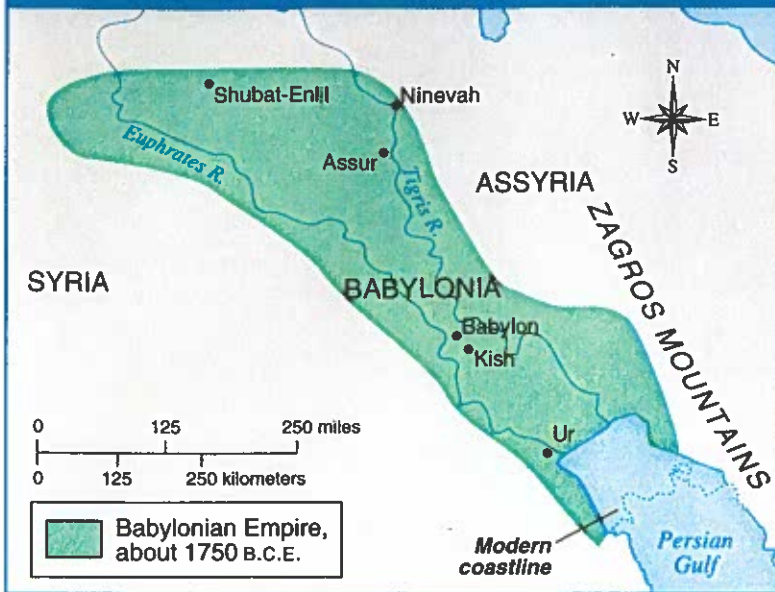 N
W E
S
Shubat-Enlil
Ninevah
Euphrates R.
Assur
Tigris R.
ASSYRIA
ZAGROS MOUNTAINS
SYRIA
BABYLONIA
Babylon
Kish
Ur
0 125 250 miles
0 125 250 kilometers
Babylonian Empire,
about 1750 B.C.E.
Modern
coastline
Persian
Gulf